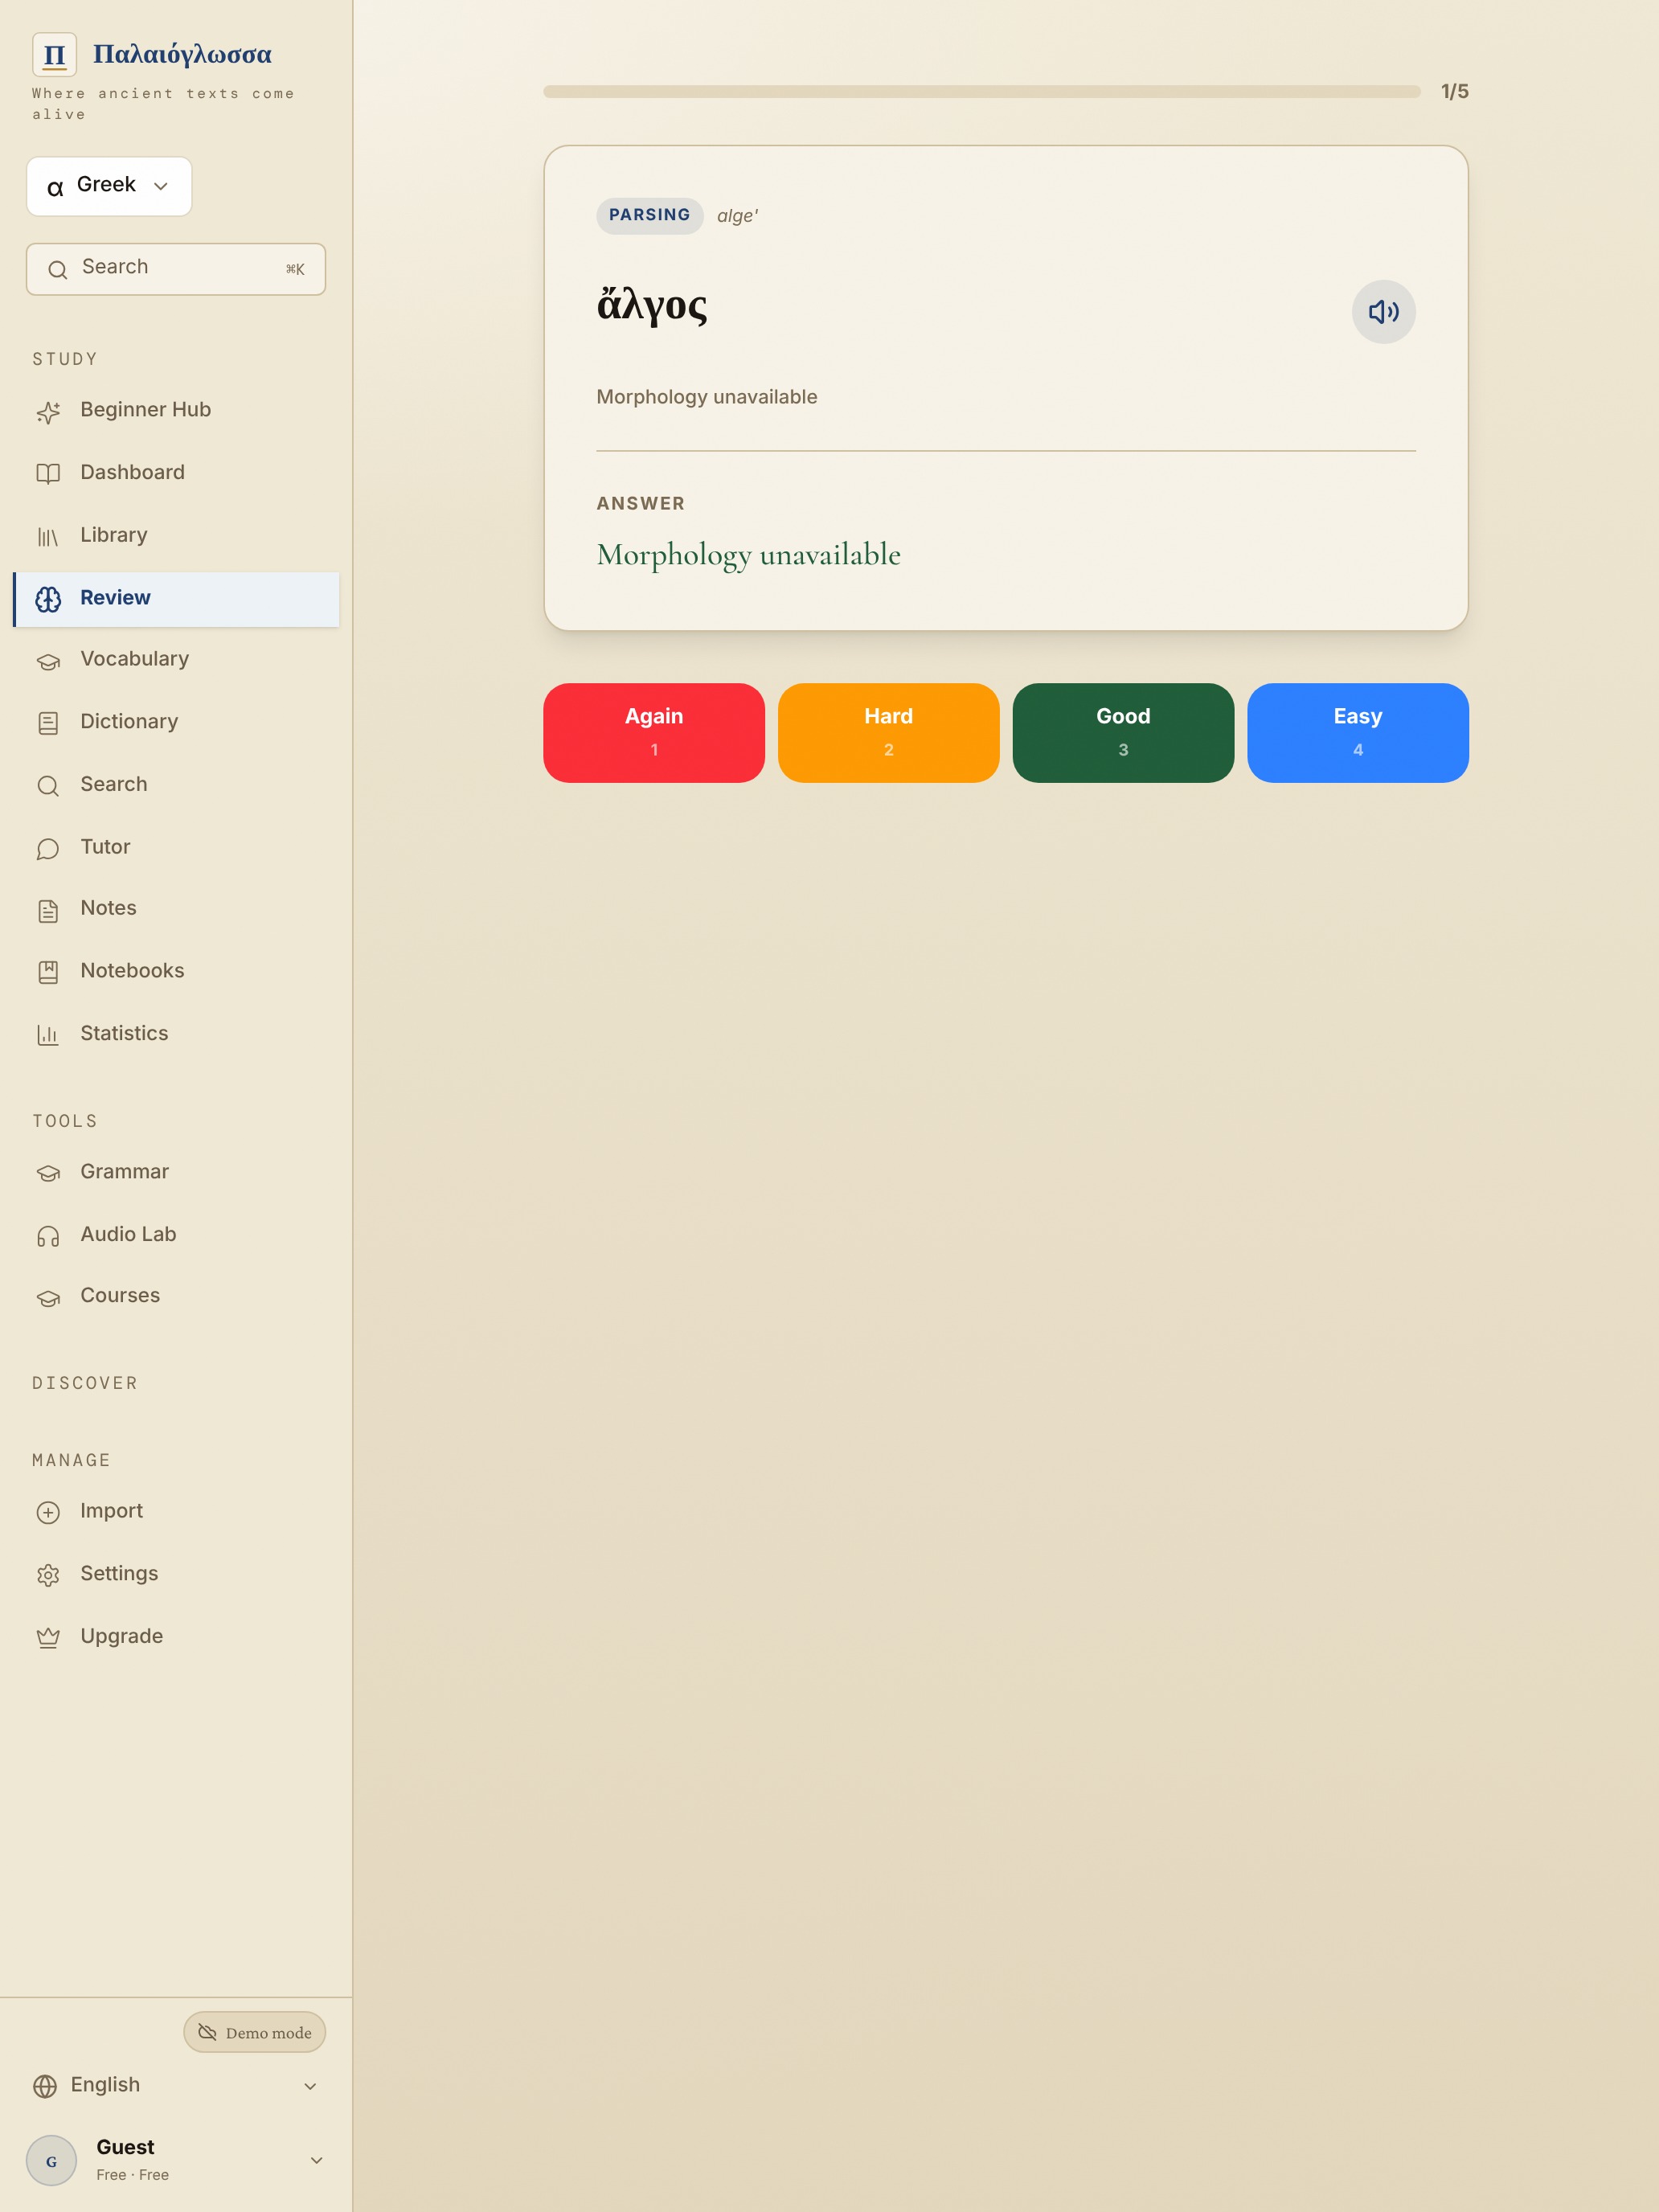 Π Παλαιόγλωσσα
Where ancient texts come
alive
α Greek
Search ⌘K
STUDY
Beginner Hub
Dashboard
Library
Review
Vocabulary
Dictionary
Search
Tutor
Notes
Notebooks
Statistics
TOOLS
Grammar
Audio Lab
Courses
DISCOVER
MANAGE
Import
Settings
Upgrade
Demo mode
English
G Guest
Free · Free
1/5
PARSING alge'
ἄλγος
Morphology unavailable
ANSWER
Morphology unavailable
Again Hard Good Easy
1 2 3 4